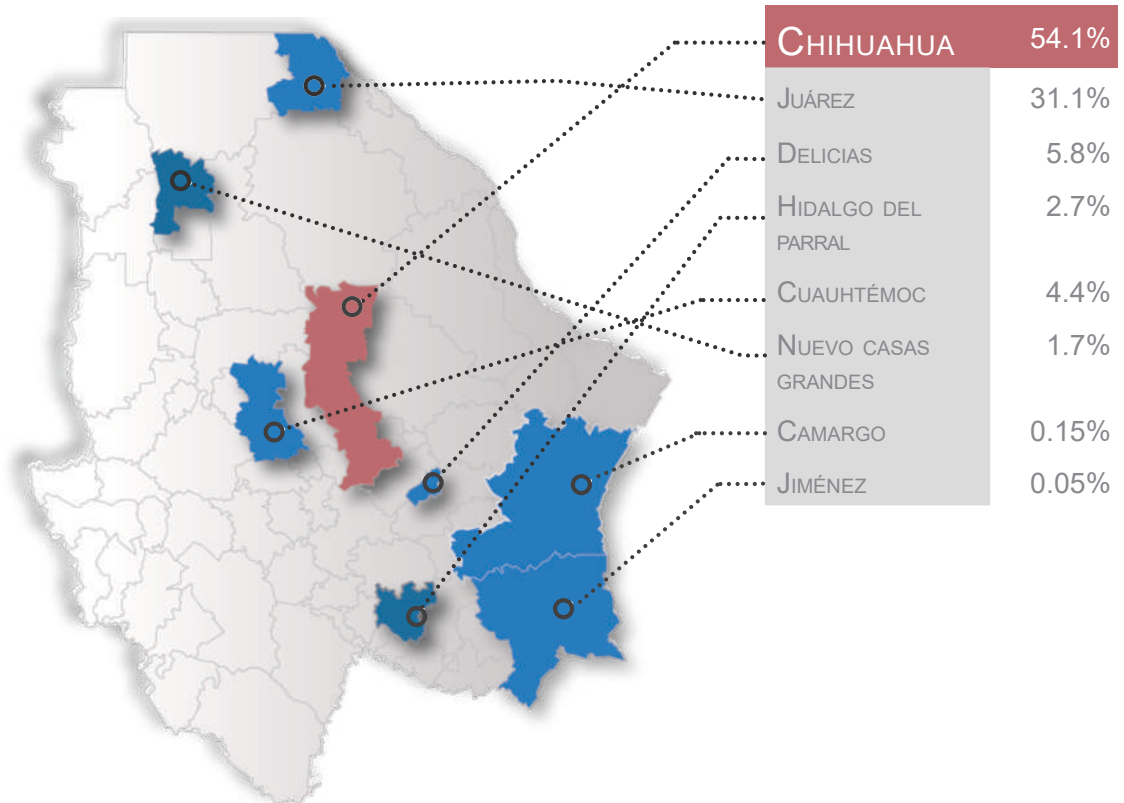 CHIHUAHUA 54.1%
JUÁREZ 31.1%
DELICIAS 5.8%
HIDALGO DEL 2.7%
PARRAL
CUAUHTÉMOC 4.4%
NUEVO CASAS 1.7%
GRANDES
CAMARGO 0.15%
JIMÉNEZ 0.05%